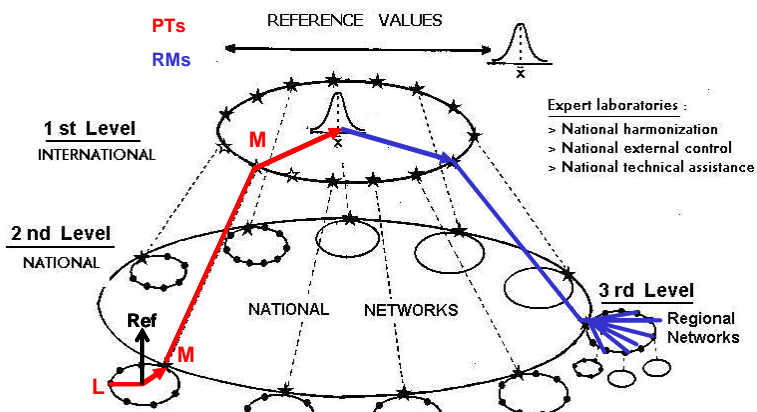 PTs
REFERENCE VALUES
RMs
x̄
Expert laboratories :
> National harmonization
> National external control
> National technical assistance
1 st Level
INTERNATIONAL
M
x̄
2 nd Level
NATIONAL
3 rd Level
Regional
Networks
NATIONAL NETWORKS
Ref
M
L